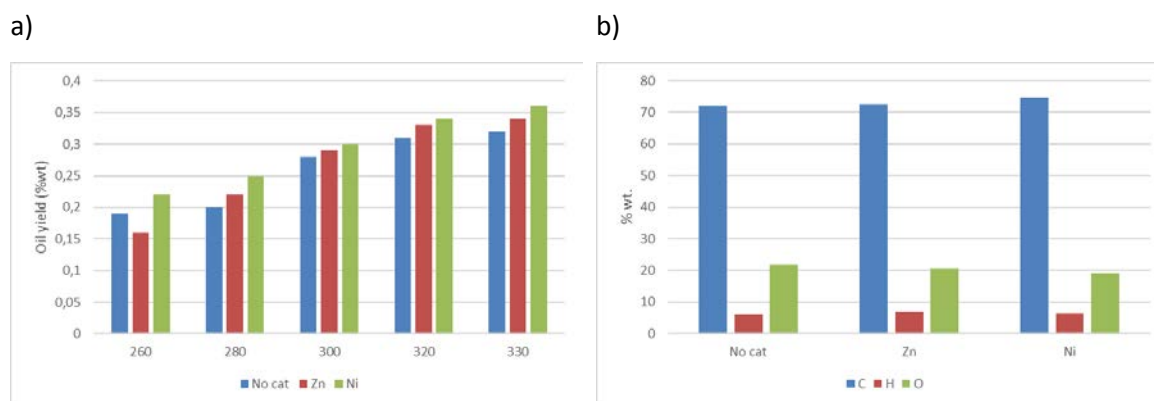 a)
b)
0,4
0,35
0,3
0,25
0,2
0,15
0,1
0,05
0
Oil yield (%wt)
260 280 300 320 330
No cat Zn Ni
80
70
60
50
40
30
20
10
0
% wt.
No cat Zn Ni
C H O